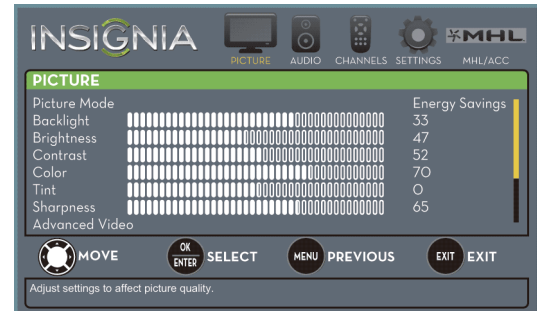 INSIGNIA
PICTURE AUDIO CHANNELS SETTINGS MHL/ACC
MHL
PICTURE
Picture Mode Energy Savings
Backlight 33
Brightness 47
Contrast 52
Color 70
Tint 0
Sharpness 65
Advanced Video
MOVE OK ENTER SELECT MENU PREVIOUS EXIT EXIT
Adjust settings to affect picture quality.